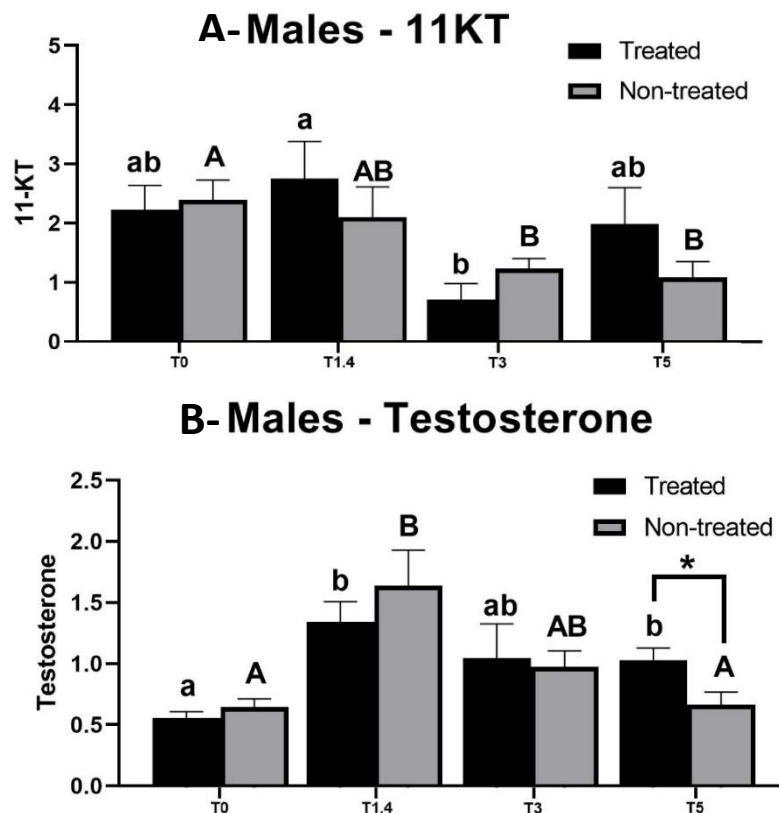 A- Males - 11KT
Treated
Non-treated
5
4
3
2
1
0
11-KT
ab
A
a
AB
b
B
ab
B
T0
T1.4
T3
T5
B- Males - Testosterone
Treated
Non-treated
2.5
2.0
1.5
1.0
0.5
0.0
Testosterone
a
A
b
B
ab
AB
b
A
*
T0
T1.4
T3
T5